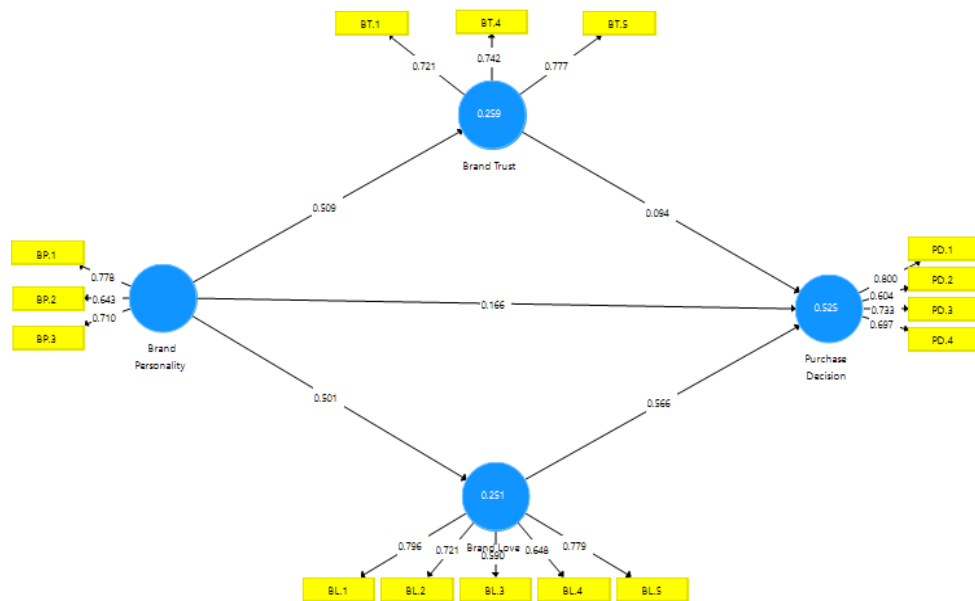 BT.1
BT.4
BT.5
0.721
0.742
0.777
0.259
Brand Trust
0.509
0.094
BP.1
BP.2
BP.3
0.778
0.643
0.710
Brand
Personality
0.166
0.525
Purchase
Decision
0.800
0.604
0.733
0.697
PD.1
PD.2
PD.3
PD.4
0.501
0.566
0.251
Brand Love
0.796
0.721
0.590
0.648
0.779
BL.1
BL.2
BL.3
BL.4
BL.5